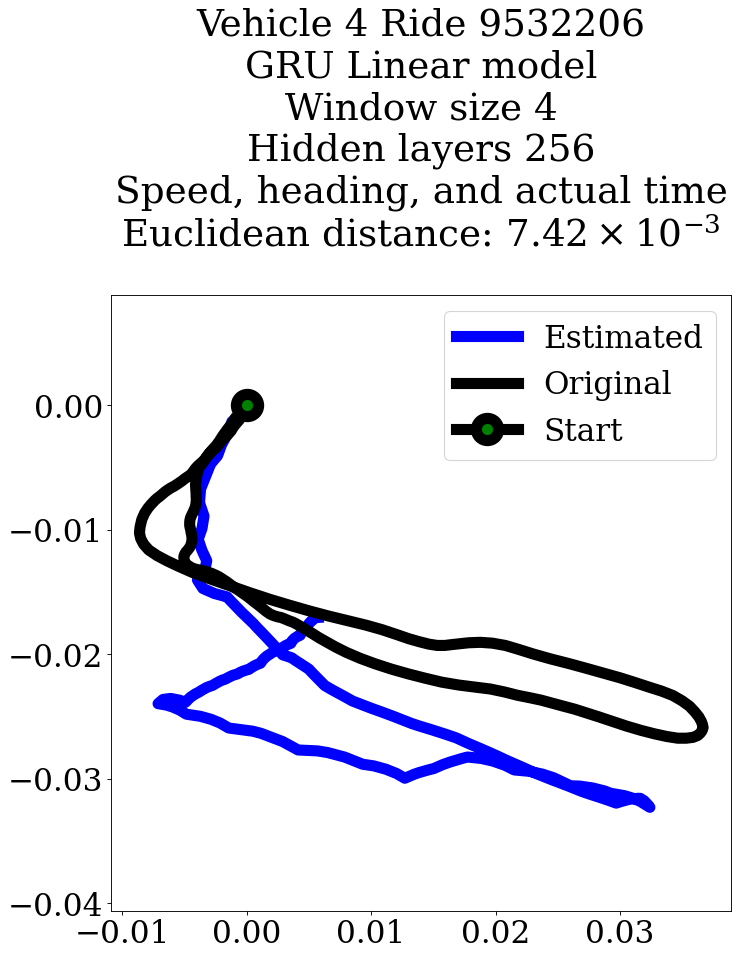 Vehicle 4 Ride 9532206
GRU Linear model
Window size 4
Hidden layers 256
Speed, heading, and actual time
Euclidean distance: 7.42 × 10⁻³
Estimated
Original
Start
0.00
−0.01
−0.02
−0.03
−0.04
−0.01 0.00 0.01 0.02 0.03